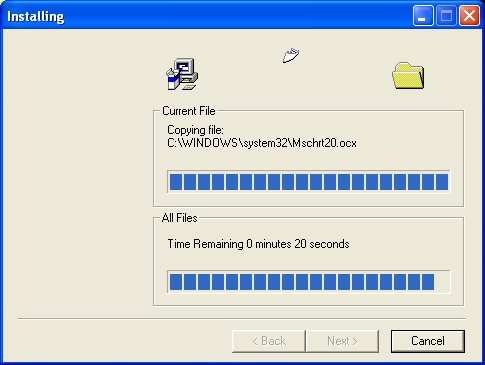 Installing
Current File
Copying file:
C:\WINDOWS\system32\Mschrt20.ocx
All Files
Time Remaining 0 minutes 20 seconds
< Back
Next >
Cancel